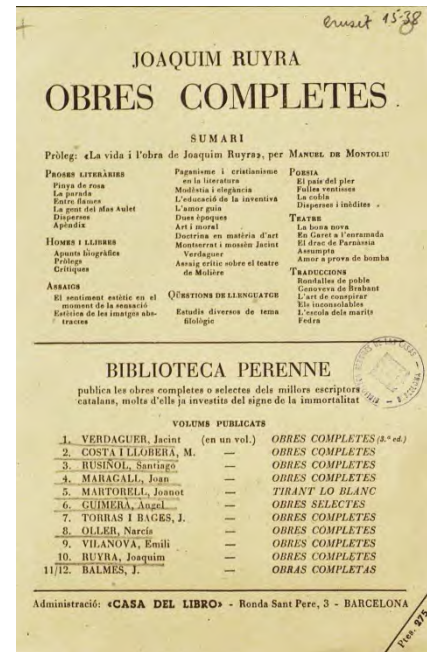 cruset 15-38
JOAQUIM RUYRA
OBRES COMPLETES
SUMARI
Pròleg: «La vida i l'obra de Joaquim Ruyra», per MANUEL DE MONTOLIU
PROSES LITERÀRIES
Pinya de rosa
La parada
Entre flames
La gent del Mas Aulet
Disperses
Apèndix
HOMES I LLIBRES
Apunts biogràfics
Pròlegs
Crítiques
ASSAIGS
El sentiment estètic en el
moment de la sensació
Estètica de les imatges abs-
tractes
Paganisme i cristianisme
en la literatura
Modèstia i elegància
L'educació de la inventiva
L'amor guia
Dues èpoques
Art i moral
Doctrina en matèria d'art
Montserrat i mossèn Jacint
Verdaguer
Assaig crític sobre el teatre
de Molière
QÜESTIONS DE LLENGUATGE
Estudis diversos de tema
filològic
POESIA
El país del pler
Fulles ventisses
La cobla
Disperses i inèdites
TEATRE
La bona nova
En Garet a l'enramada
El drac de Parnàssia
Assumpta
Amor a prova de bomba
TRADUCCIONS
Rondalles de poble
Genoveva de Brabant
L'art de conspirar
Els inconsolables
L'escola dels marits
Fedra
BIBLIOTECA PERENNE
publica les obres completes o selectes dels millors escriptors
catalans, molts d'ells ja investits del signe de la immortalitat
VOLUMS PUBLICATS
1. VERDAGUER, Jacint (en un vol.) OBRES COMPLETES (3.ª ed.)
2. COSTA I LLOBERA, M. — OBRES COMPLETES
3. RUSIÑOL, Santiago — OBRES COMPLETES
4. MARAGALL, Joan — OBRES COMPLETES
5. MARTORELL, Joanot — TIRANT LO BLANC
6. GUIMERÀ, Àngel — OBRES SELECTES
7. TORRAS I BAGES, J. — OBRES COMPLETES
8. OLLER, Narcís — OBRES COMPLETES
9. VILANOVA, Emili — OBRES COMPLETES
10. RUYRA, Joaquim — OBRES COMPLETES
11/12. BALMES, J. — OBRAS COMPLETAS
Administració: «CASA DEL LIBRO» - Ronda Sant Pere, 3 - BARCELONA
Ptes. 275